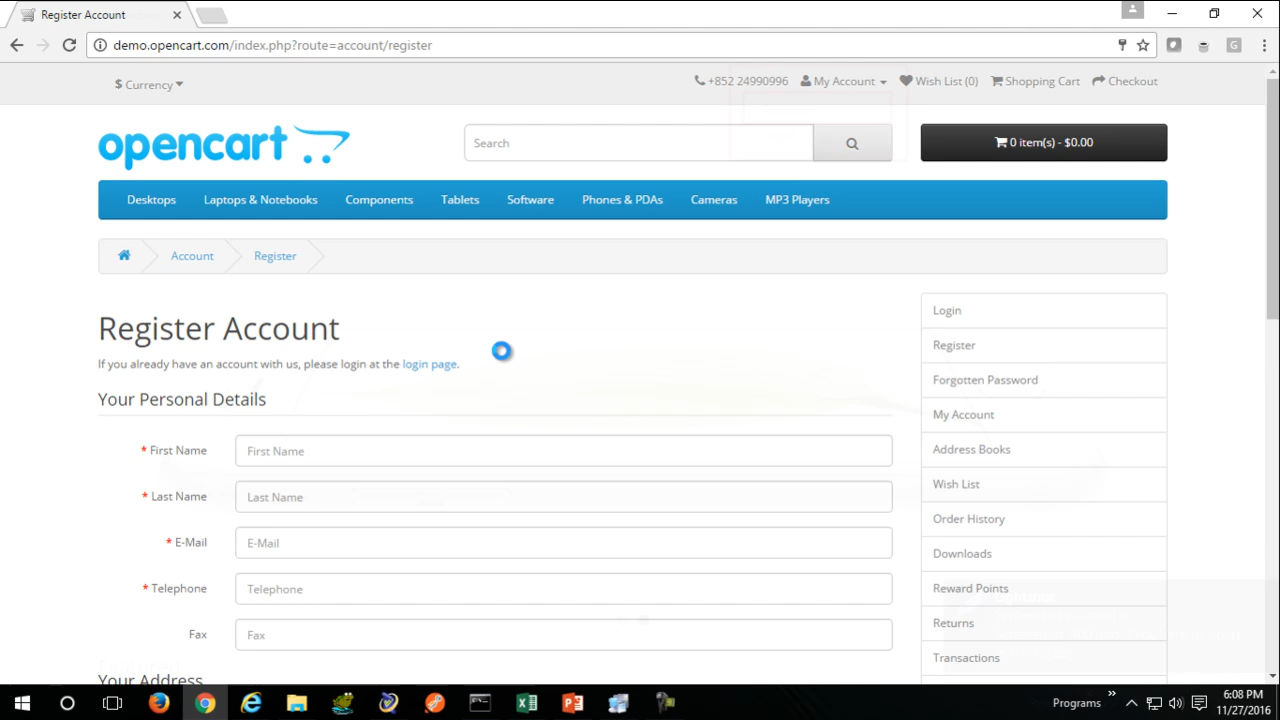 Register Account
demo.opencart.com/index.php?route=account/register
$ Currency
+852 24990996 My Account Wish List (0) Shopping Cart Checkout
opencart
Search
0 item(s) - $0.00
Desktops Laptops & Notebooks Components Tablets Software Phones & PDAs Cameras MP3 Players
Account Register
Register Account
If you already have an account with us, please login at the login page.
Your Personal Details
* First Name First Name
* Last Name Last Name
* E-Mail E-Mail
* Telephone Telephone
Fax Fax
Your Address
Login
Register
Forgotten Password
My Account
Address Books
Wish List
Order History
Downloads
Reward Points
Returns
Transactions
Featured
Programs
6:08 PM
11/27/2016